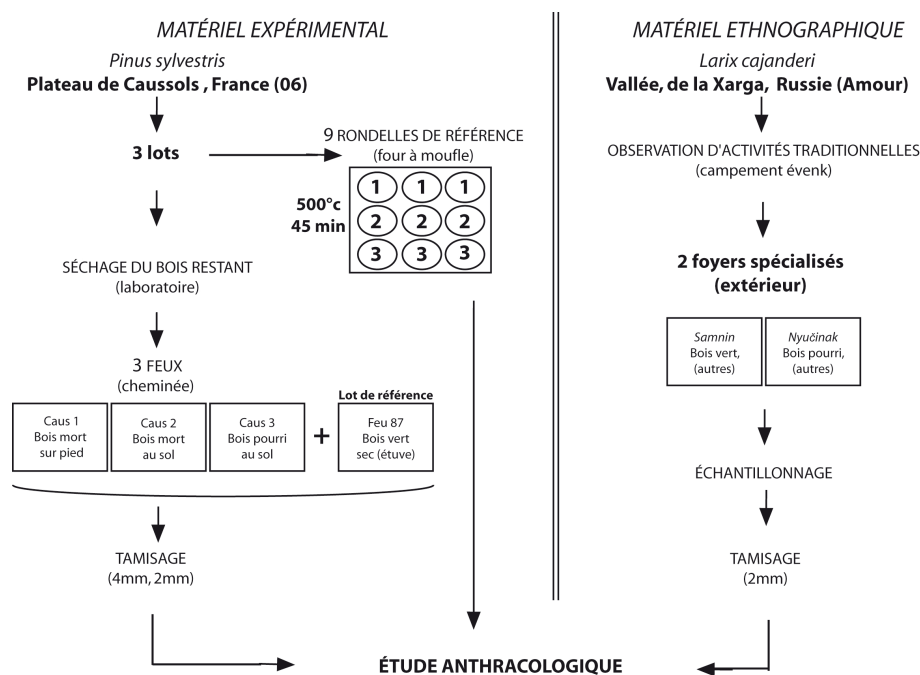 MATÉRIEL EXPÉRIMENTAL
Pinus sylvestris
Plateau de Caussols , France (06)
3 lots
9 RONDELLES DE RÉFÉRENCE
(four à moufle)
500°c
45 min
1 1 1
2 2 2
3 3 3
SÉCHAGE DU BOIS RESTANT
(laboratoire)
3 FEUX
(cheminée)
Caus 1
Bois mort
sur pied
Caus 2
Bois mort
au sol
Caus 3
Bois pourri
au sol
+
Lot de référence
Feu 87
Bois vert
sec (étuve)
TAMISAGE
(4mm, 2mm)
MATÉRIEL ETHNOGRAPHIQUE
Larix cajanderi
Vallée, de la Xarga, Russie (Amour)
OBSERVATION D'ACTIVITÉS TRADITIONNELLES
(campement évenk)
2 foyers spécialisés
(extérieur)
Samnin
Bois vert,
(autres)
Nyučinak
Bois pourri,
(autres)
ÉCHANTILLONNAGE
TAMISAGE
(2mm)
ÉTUDE ANTHRACOLOGIQUE